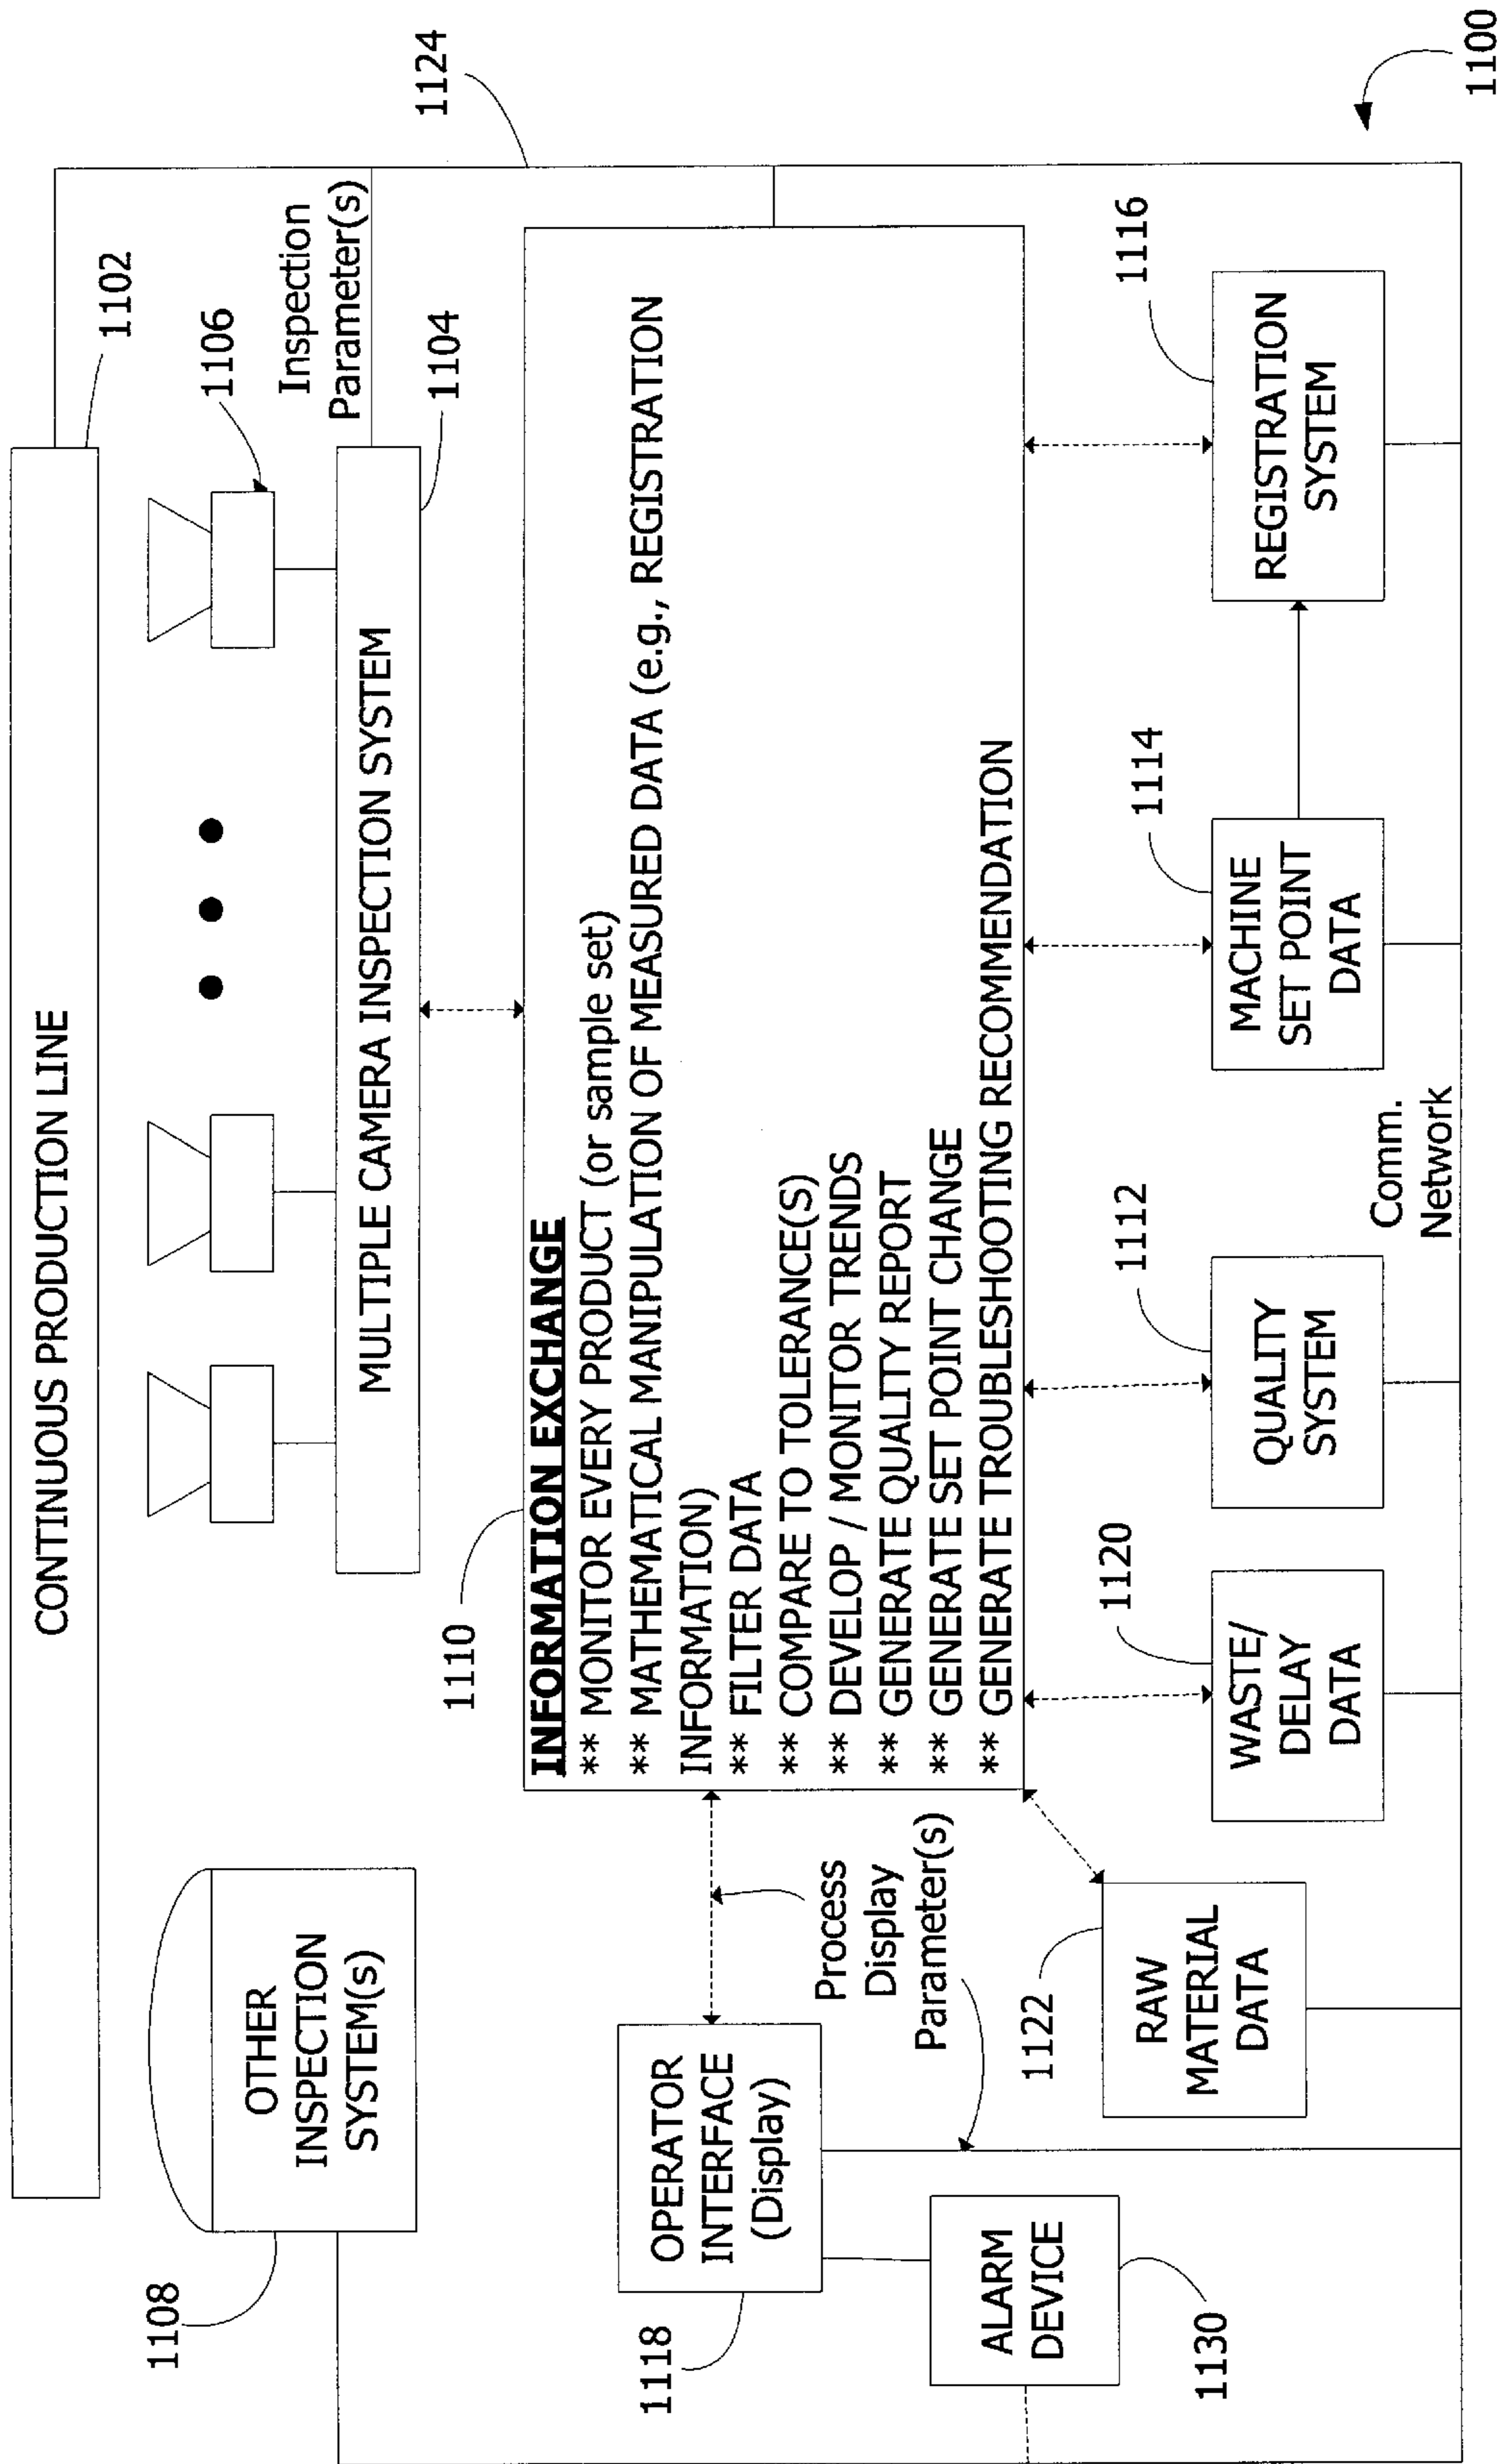 CONTINUOUS PRODUCTION LINE
1102
1106
Inspection
Parameter(s)
1124
OTHER
INSPECTION
SYSTEM(s)
1108
MULTIPLE CAMERA INSPECTION SYSTEM
1104
1110
INFORMATION EXCHANGE
** MONITOR EVERY PRODUCT (or sample set)
** MATHEMATICAL MANIPULATION OF MEASURED DATA (e.g., REGISTRATION
INFORMATION)
** FILTER DATA
** COMPARE TO TOLERANCE(S)
** DEVELOP / MONITOR TRENDS
** GENERATE QUALITY REPORT
** GENERATE SET POINT CHANGE
** GENERATE TROUBLESHOOTING RECOMMENDATION
OPERATOR
INTERFACE
(Display)
1118
Process
Display
Parameter(s)
ALARM
DEVICE
1130
1122
RAW
MATERIAL
DATA
1120
WASTE/
DELAY
DATA
1112
QUALITY
SYSTEM
1114
MACHINE
SET POINT
DATA
1116
REGISTRATION
SYSTEM
Comm.
Network
1100